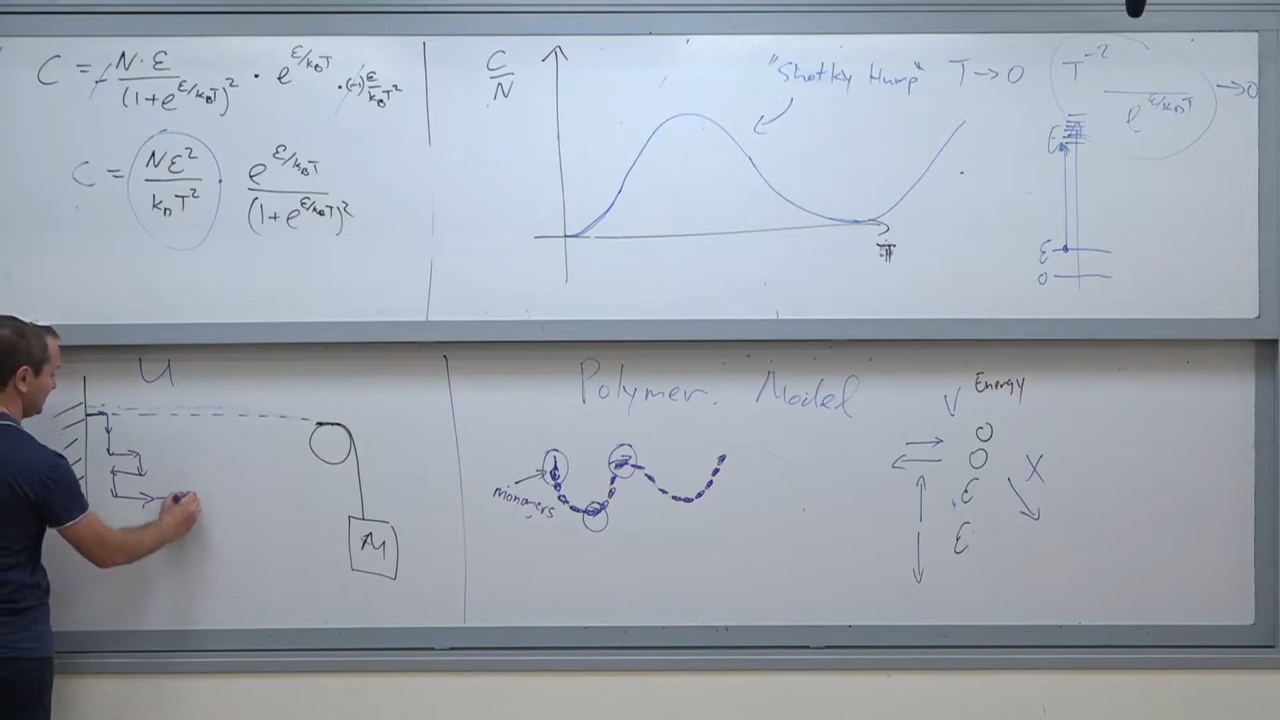 C = - N·ε / (1+e^{ε/k_BT})² · e^{ε/k_BT} ·(-1) ε / k_BT²
C = Nε² / k_BT² · e^{ε/k_BT} / (1+e^{ε/k_BT})²
C / N
"Shotky Hump" T→0
T
T⁻² / e^{ε/k_BT} →0
E
ε
0
U
M
Polymer Model
monomers
Energy
0
0
ε
ε
X